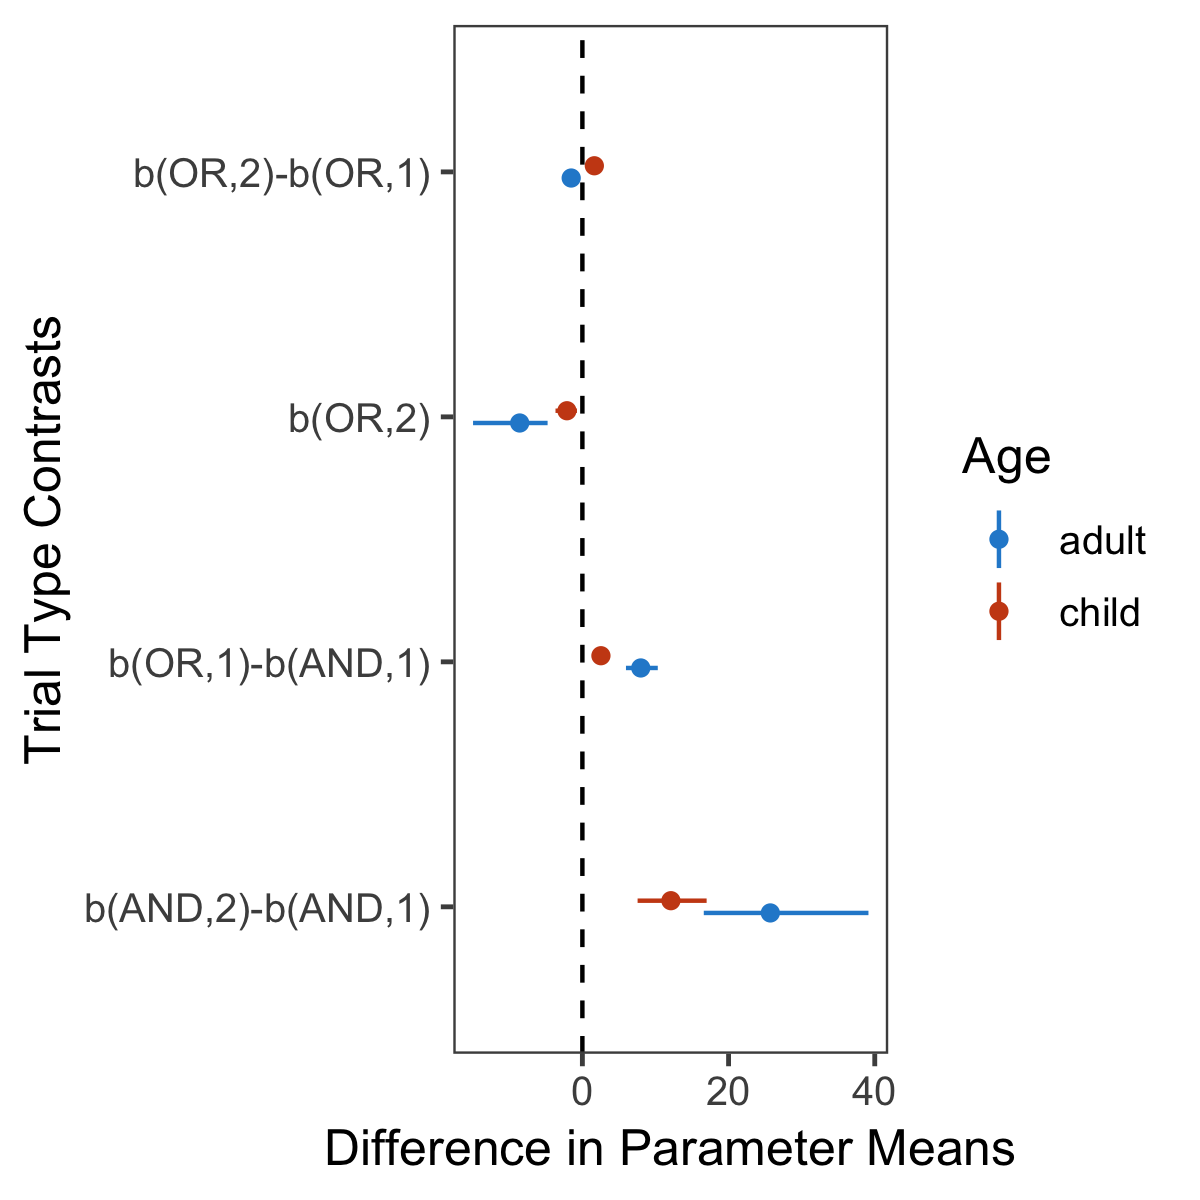 b(OR,2)-b(OR,1)
b(OR,2)
b(OR,1)-b(AND,1)
b(AND,2)-b(AND,1)
Trial Type Contrasts
0 20 40
Difference in Parameter Means
Age
adult
child